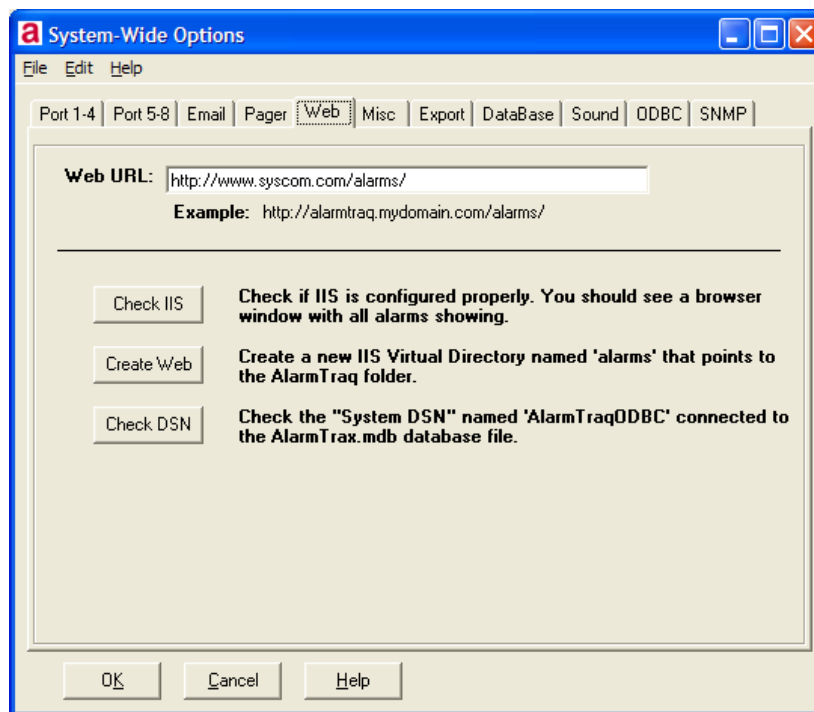 a System-Wide Options
File Edit Help
Port 1-4 Port 5-8 Email Pager Web Misc Export DataBase Sound ODBC SNMP
Web URL: http://www.syscom.com/alarms/
Example: http://alarmtraq.mydomain.com/alarms/
Check IIS
Check if IIS is configured properly. You should see a browser
window with all alarms showing.
Create Web
Create a new IIS Virtual Directory named 'alarms' that points to
the AlarmTraq folder.
Check DSN
Check the "System DSN" named 'AlarmTraqODBC' connected to
the AlarmTrax.mdb database file.
OK Cancel Help